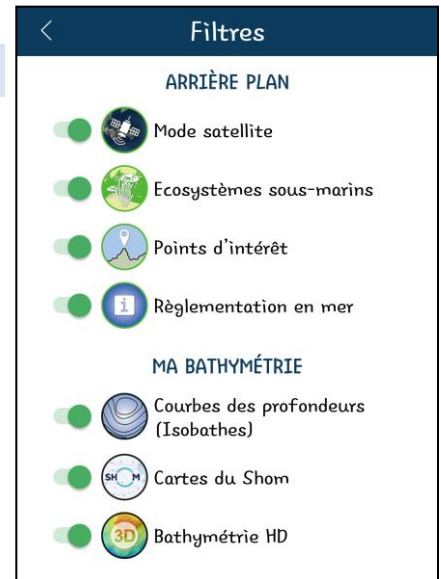 Filtres
ARRIÈRE PLAN
Mode satellite
Ecosystèmes sous-marins
Points d'intérêt
i
Règlementation en mer
MA BATHYMÉTRIE
Courbes des profondeurs
(Isobathes)
SHOM
Cartes du Shom
3D
Bathymétrie HD